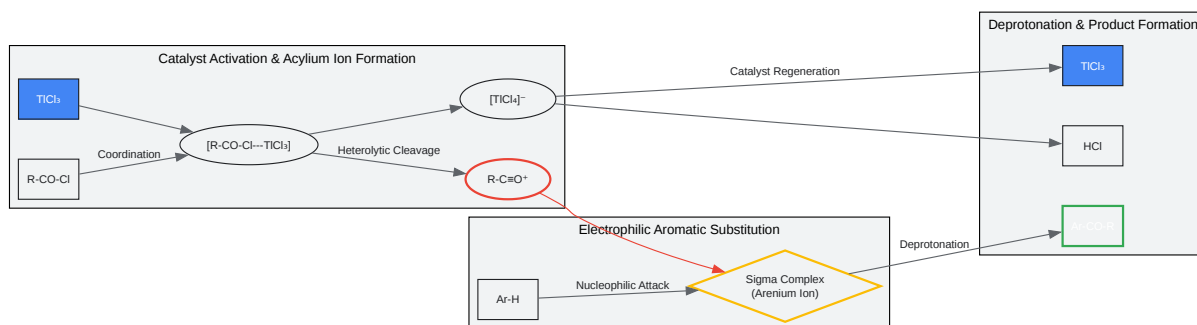 Catalyst Activation & Acylium Ion Formation
TlCl₃
R-CO-Cl
Coordination
[R-CO-Cl---TlCl₃]
Heterolytic Cleavage
[TlCl₄]⁻
R-C≡O⁺
Electrophilic Aromatic Substitution
Ar-H
Nucleophilic Attack
Sigma Complex
(Arenium Ion)
Catalyst Regeneration
Deprotonation
Deprotonation & Product Formation
TlCl₃
HCl
Ar-CO-R